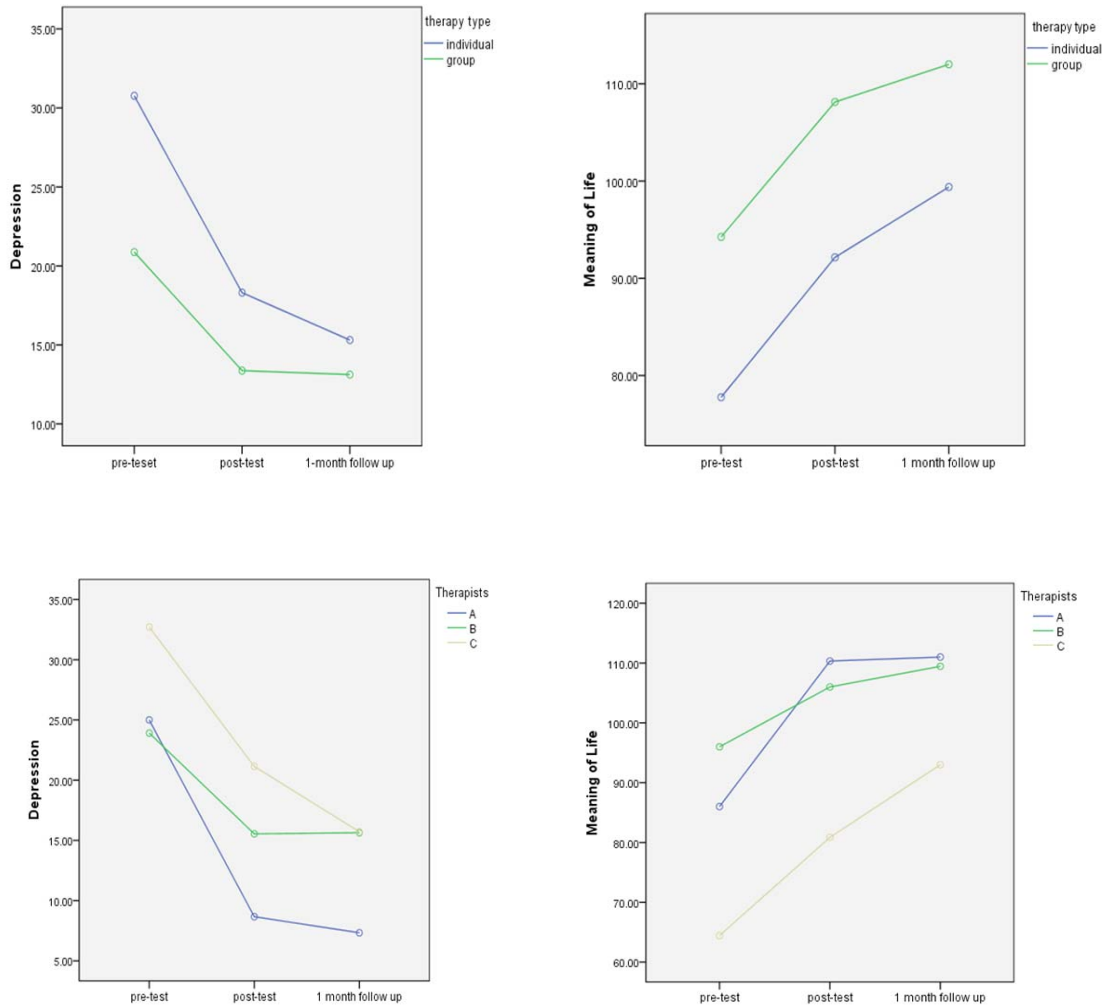 therapy type
individual
group
35.00
30.00
25.00
20.00
15.00
10.00
Depression
pre-teset
post-test
1-month follow up
therapy type
individual
group
110.00
100.00
90.00
80.00
Meaning of Life
pre-test
post-test
1 month follow up
Therapists
A
B
C
35.00
30.00
25.00
20.00
15.00
10.00
5.00
Depression
pre-test
post-test
1 month follow up
Therapists
A
B
C
120.00
110.00
100.00
90.00
80.00
70.00
60.00
Meaning of Life
pre-test
post-test
1 month follow up